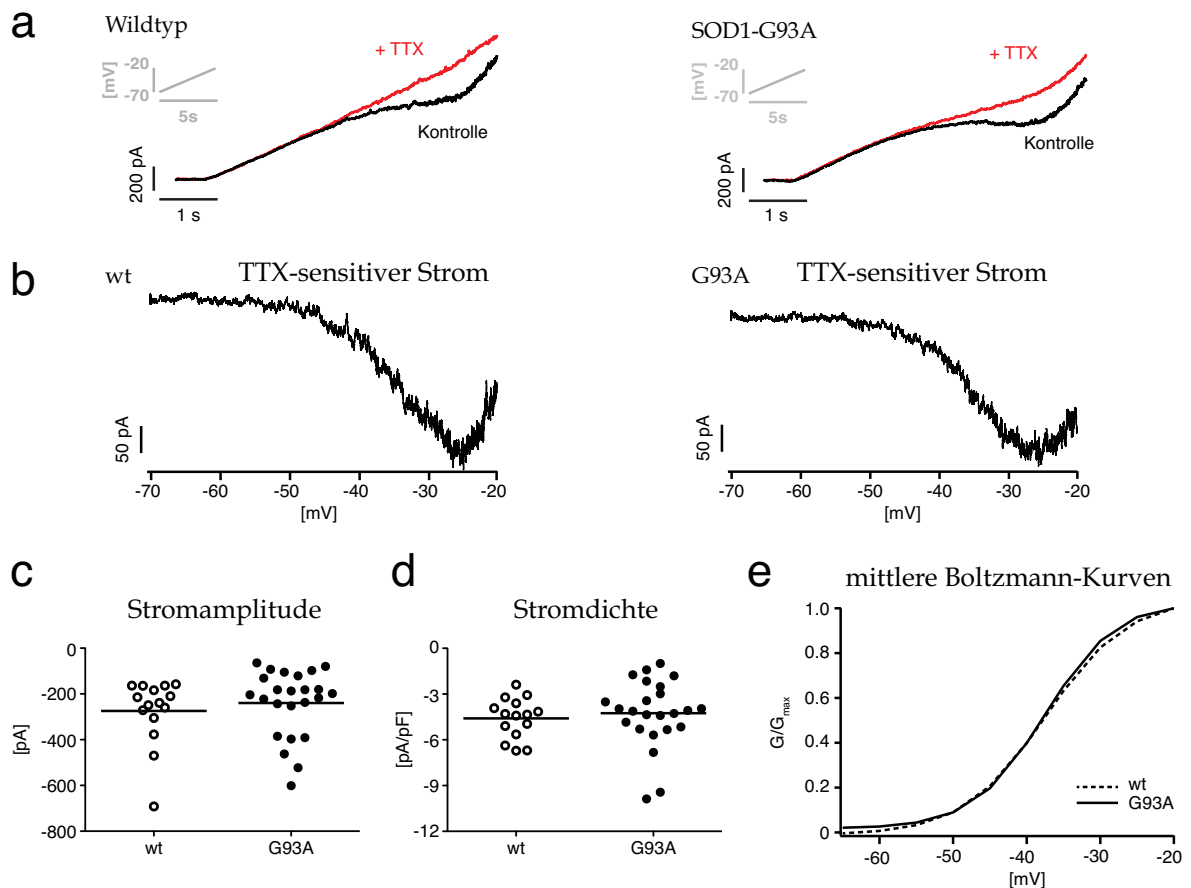 a
Wildtyp
+ TTX
-20
[mV]
-70
5s
Kontrolle
200 pA
1 s
SOD1-G93A
+ TTX
-20
[mV]
-70
5s
Kontrolle
200 pA
1 s
b
wt
TTX-sensitiver Strom
50 pA
-70 -60 -50 -40 -30 -20
[mV]
G93A
TTX-sensitiver Strom
50 pA
-70 -60 -50 -40 -30 -20
[mV]
c
Stromamplitude
0
-200
-400
-600
-800
[pA]
wt G93A
d
Stromdichte
0
-3
-6
-9
-12
[pA/pF]
wt G93A
e
mittlere Boltzmann-Kurven
1.0
0.8
0.6
0.4
0.2
0
G/Gmax
wt
G93A
-60 -50 -40 -30 -20
[mV]